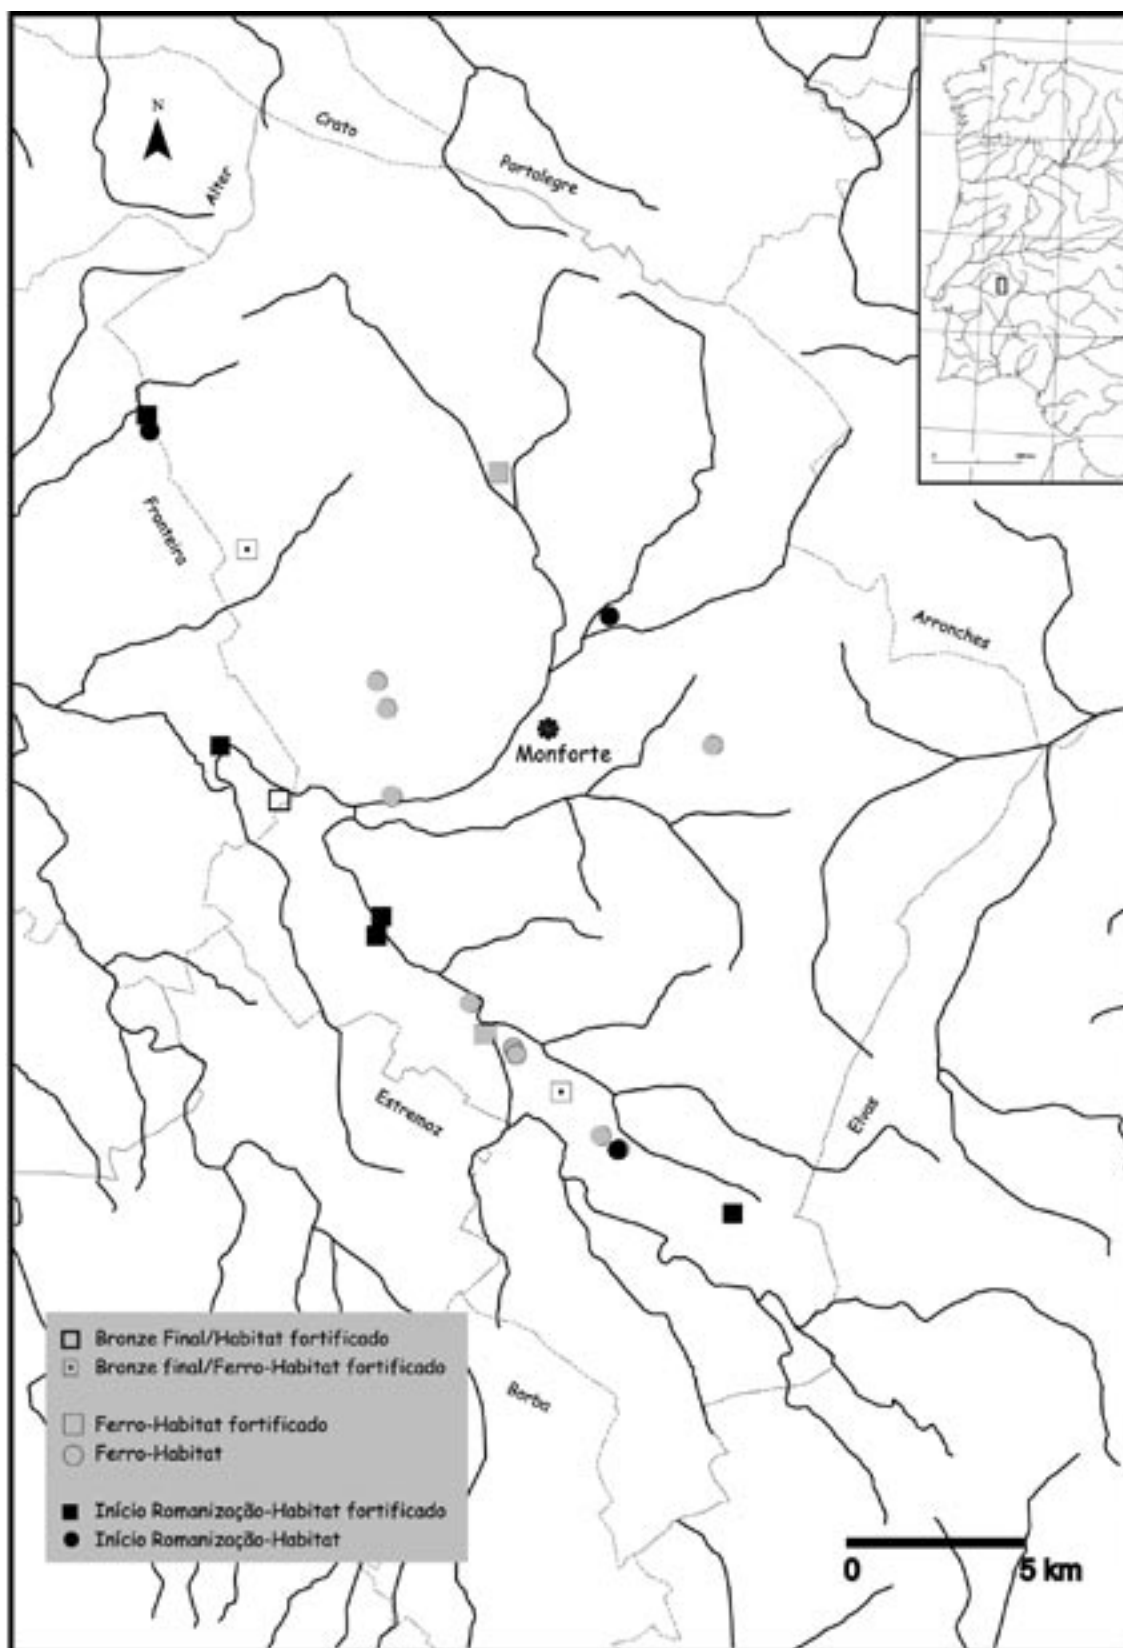 N
Crato
Portalegre
Alter
Fronteira
Arronches
Monforte
Estremoz
Elvas
Borba
Bronze Final/Habitat fortificado
Bronze final/Ferro-Habitat fortificado
Ferro-Habitat fortificado
Ferro-Habitat
Início Romanização-Habitat fortificado
Início Romanização-Habitat
0 5 km